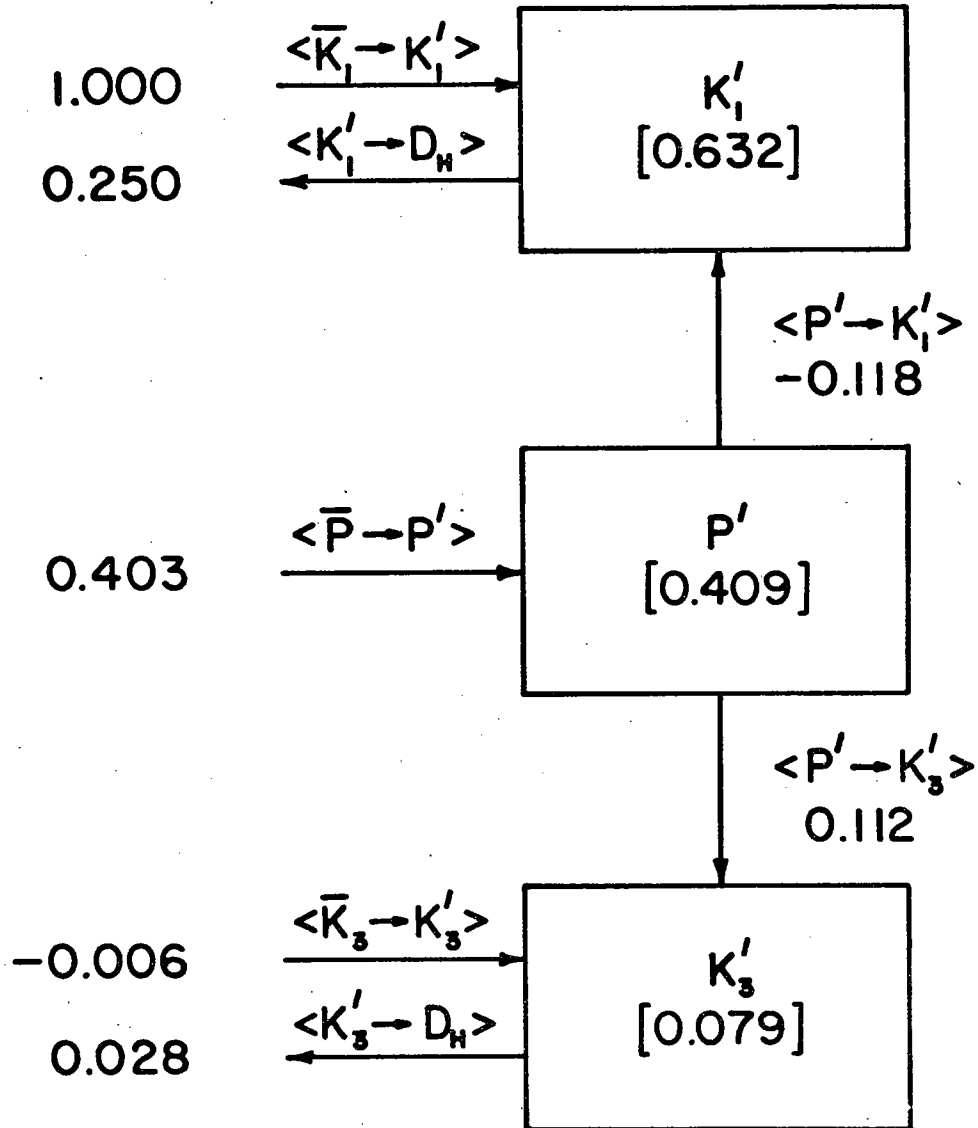 <K̅₁→K₁′>
1.000
K₁′
[0.632]
<K₁′→D_H>
0.250
<P′→K₁′>
-0.118
<P̅→P′>
0.403
P′
[0.409]
<P′→K₃′>
0.112
<K̅₃→K₃′>
-0.006
K₃′
[0.079]
<K₃′→D_H>
0.028